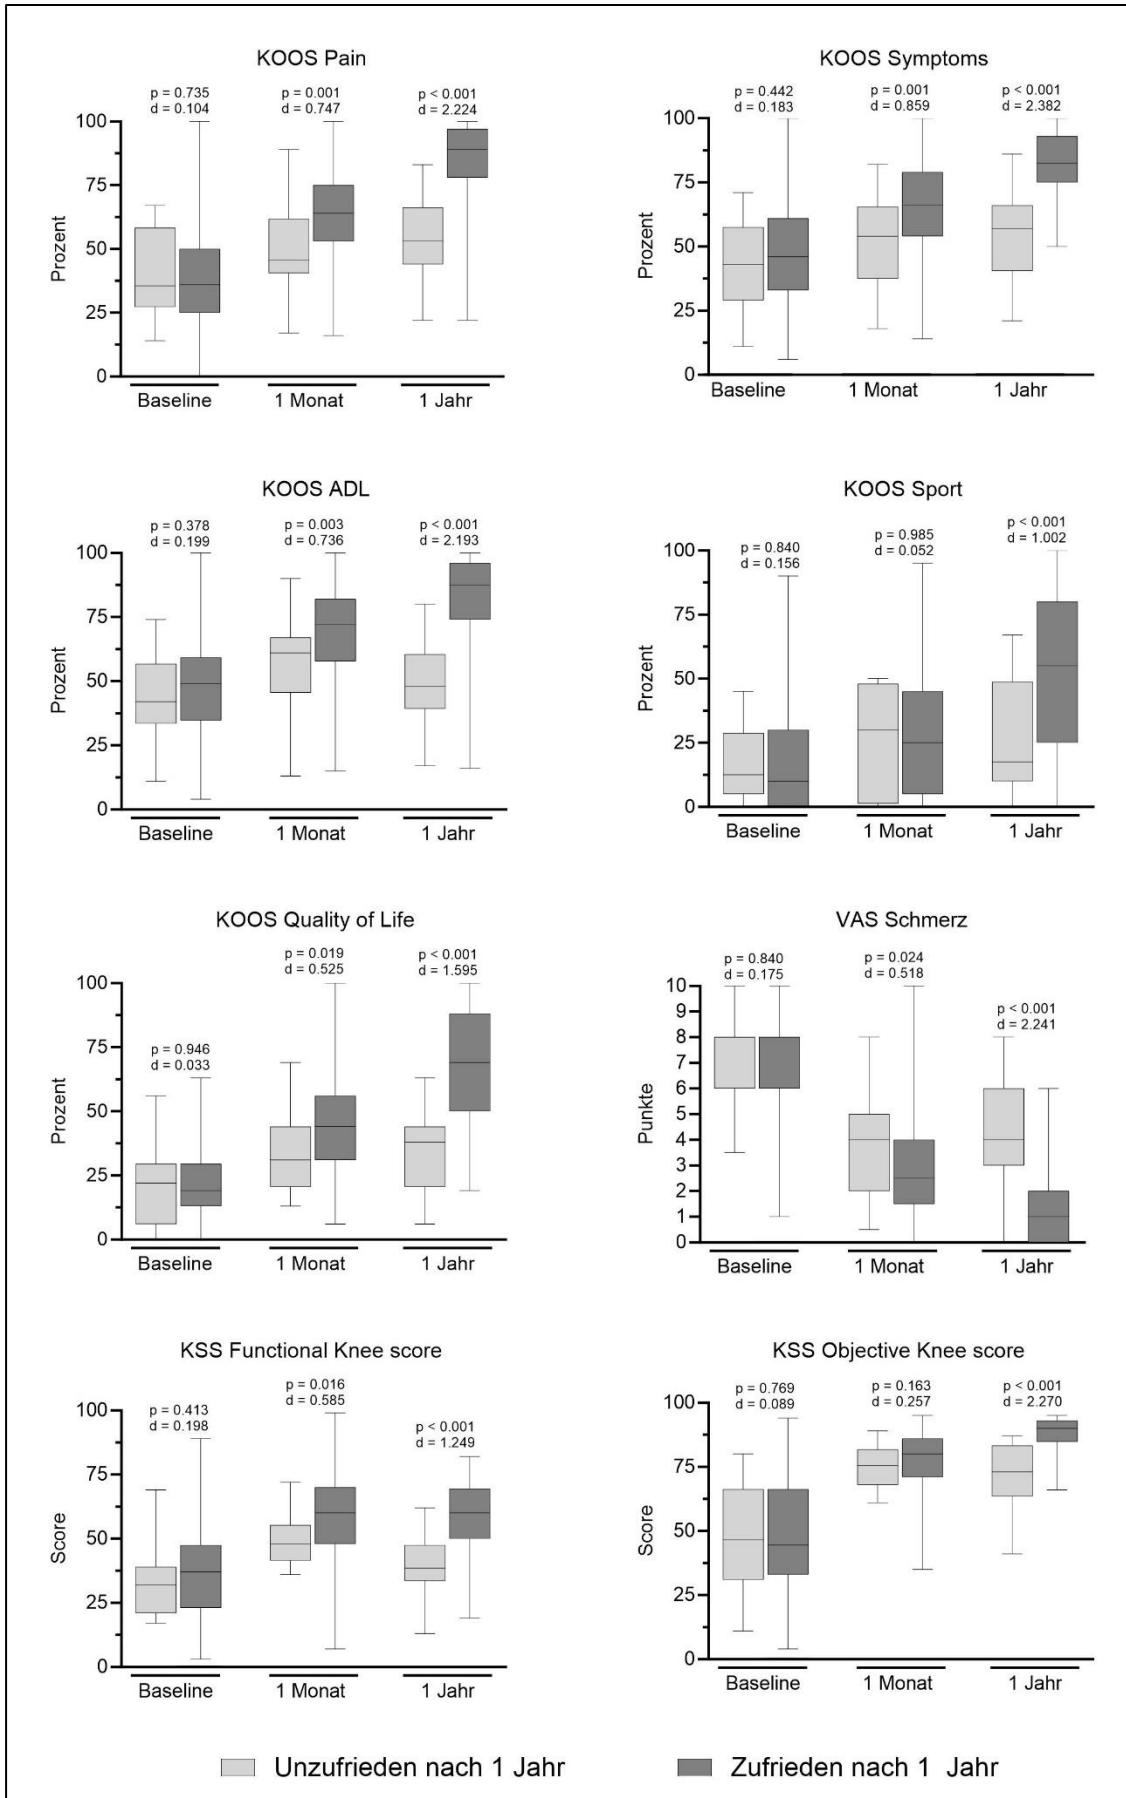 KOOS Pain
p = 0.735 p = 0.001 p < 0.001
d = 0.104 d = 0.747 d = 2.224
100
75
50
25
0
Prozent
Baseline 1 Monat 1 Jahr
KOOS Symptoms
p = 0.442 p = 0.001 p < 0.001
d = 0.183 d = 0.859 d = 2.382
100
75
50
25
0
Prozent
Baseline 1 Monat 1 Jahr
KOOS ADL
p = 0.378 p = 0.003 p < 0.001
d = 0.199 d = 0.736 d = 2.193
100
75
50
25
0
Prozent
Baseline 1 Monat 1 Jahr
KOOS Sport
p = 0.840 p = 0.985 p < 0.001
d = 0.156 d = 0.052 d = 1.002
100
75
50
25
0
Prozent
Baseline 1 Monat 1 Jahr
KOOS Quality of Life
p = 0.946 p = 0.019 p < 0.001
d = 0.033 d = 0.525 d = 1.595
100
75
50
25
0
Prozent
Baseline 1 Monat 1 Jahr
VAS Schmerz
p = 0.840 p = 0.024 p < 0.001
d = 0.175 d = 0.518 d = 2.241
10
9
8
7
6
5
4
3
2
1
0
Punkte
Baseline 1 Monat 1 Jahr
KSS Functional Knee score
p = 0.413 p = 0.016 p < 0.001
d = 0.198 d = 0.585 d = 1.249
100
75
50
25
0
Score
Baseline 1 Monat 1 Jahr
KSS Objective Knee score
p = 0.769 p = 0.163 p < 0.001
d = 0.089 d = 0.257 d = 2.270
100
75
50
25
0
Score
Baseline 1 Monat 1 Jahr
Unzufrieden nach 1 Jahr Zufrieden nach 1 Jahr